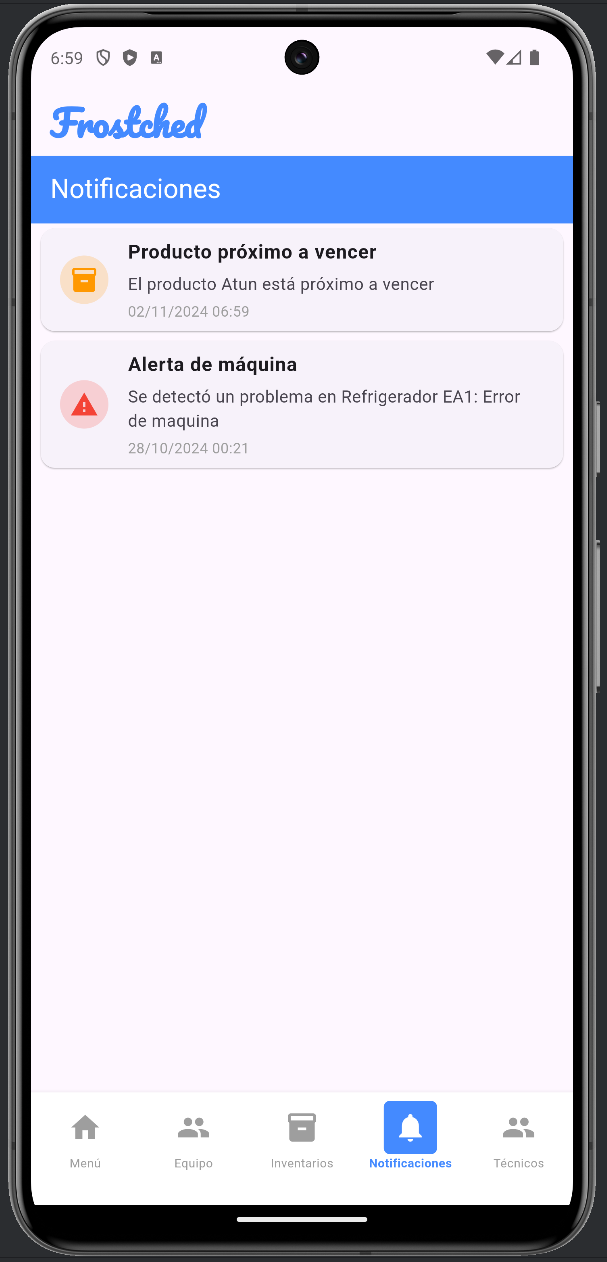 6:59
Frostched
Notificaciones
Producto próximo a vencer
El producto Atun está próximo a vencer
02/11/2024 06:59
Alerta de máquina
Se detectó un problema en Refrigerador EA1: Error
de maquina
28/10/2024 00:21
Menú
Equipo
Inventarios
Notificaciones
Técnicos